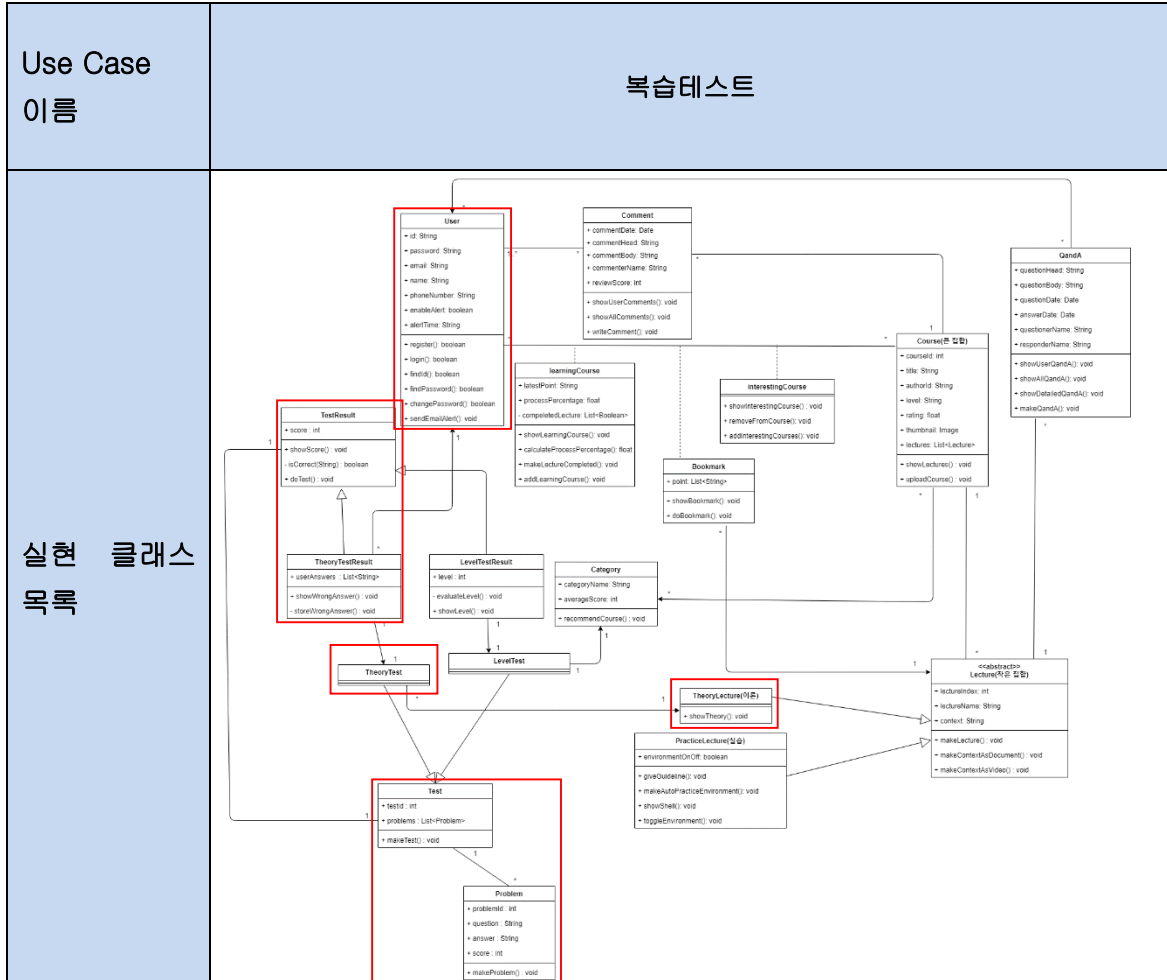 Use Case
이름
복습테스트
실현 클래스
목록
User
+ id: String
+ password: String
+ email: String
+ name: String
+ phoneNumber: String
+ enableAlert: boolean
+ alertTime: String
+ register(): boolean
+ login(): boolean
+ findId(): boolean
+ findPassword(): boolean
+ changePassword(): boolean
+ sendEmailAlert(): void
Comment
+ commentDate: Date
+ commentHead: String
+ commentBody: String
+ commenterName: String
+ reviewScore: int
+ showUserComments(): void
+ showAllComments(): void
+ writeComment(): void
QandA
+ questionHead: String
+ questionBody: String
+ questionDate: Date
+ answerDate: Date
+ questionerName: String
+ responderName: String
+ showUserQandA(): void
+ showAllQandA(): void
+ showDetailedQandA(): void
+ makeQandA(): void
Course(큰 집합)
+ courseId: int
+ title: String
+ authorId: String
+ level: String
+ rating: float
+ thumbnail: Image
+ lectures: List<Lecture>
+ showLectures(): void
+ uploadCourse(): void
learningCourse
+ latestPoint: String
+ processPercentage: float
- compeletedLecture: List<Boolean>
+ showLearningCourse(): void
+ calculateProcessPercentage(): float
+ makeLectureCompleted(): void
+ addLearningCourse(): void
interestingCourse
+ showInterestingCourse() : void
+ removeFromCourse(): void
+ addInterestingCourses(): void
TestResult
+ score : int
+ showScore() : void
- isCorrect(String) : boolean
+ doTest() : void
Bookmark
+ point: List<String>
+ showBookmark(): void
+ doBookmark(): void
TheoryTestResult
+ userAnswers : List<String>
+ showWrongAnswer() : void
- storeWrongAnswer() : void
LevelTestResult
+ level : int
- evaluateLevel() : void
+ showLevel() : void
Category
+ categoryName: String
+ averageScore: int
+ recommendCourse() : void
TheoryTest
LevelTest
TheoryLecture(이론)
+ showTheory(): void
<<abstract>>
Lecture(작은 집합)
+ lectureIndex: int
+ lectureName: String
+ context: String
+ makeLecture() : void
+ makeContextAsDocument(): void
+ makeContextAsVideo(): void
PracticeLecture(실습)
+ environmentOnOff: boolean
+ giveGuideline(): void
+ makeAutoPracticeEnvironment(): void
+ showShell(): void
+ toggleEnvironment(): void
Test
+ testid : int
+ problems : List<Problem>
+ makeTest() : void
Problem
+ problemId : int
+ question : String
+ answer : String
+ score : int
+ makeProblem() : void